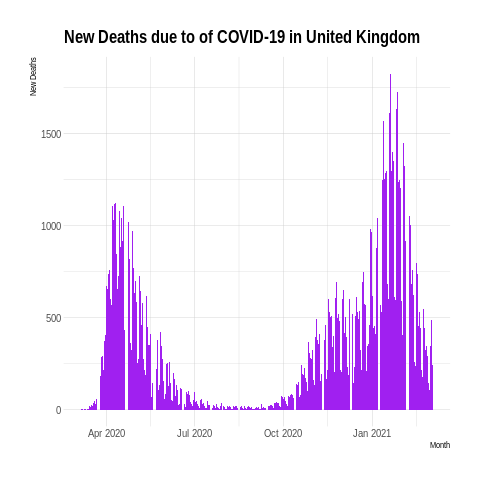 New Deaths due to of COVID-19 in United Kingdom
New Deaths
1500
1000
500
0
Apr 2020 Jul 2020 Oct 2020 Jan 2021
Month